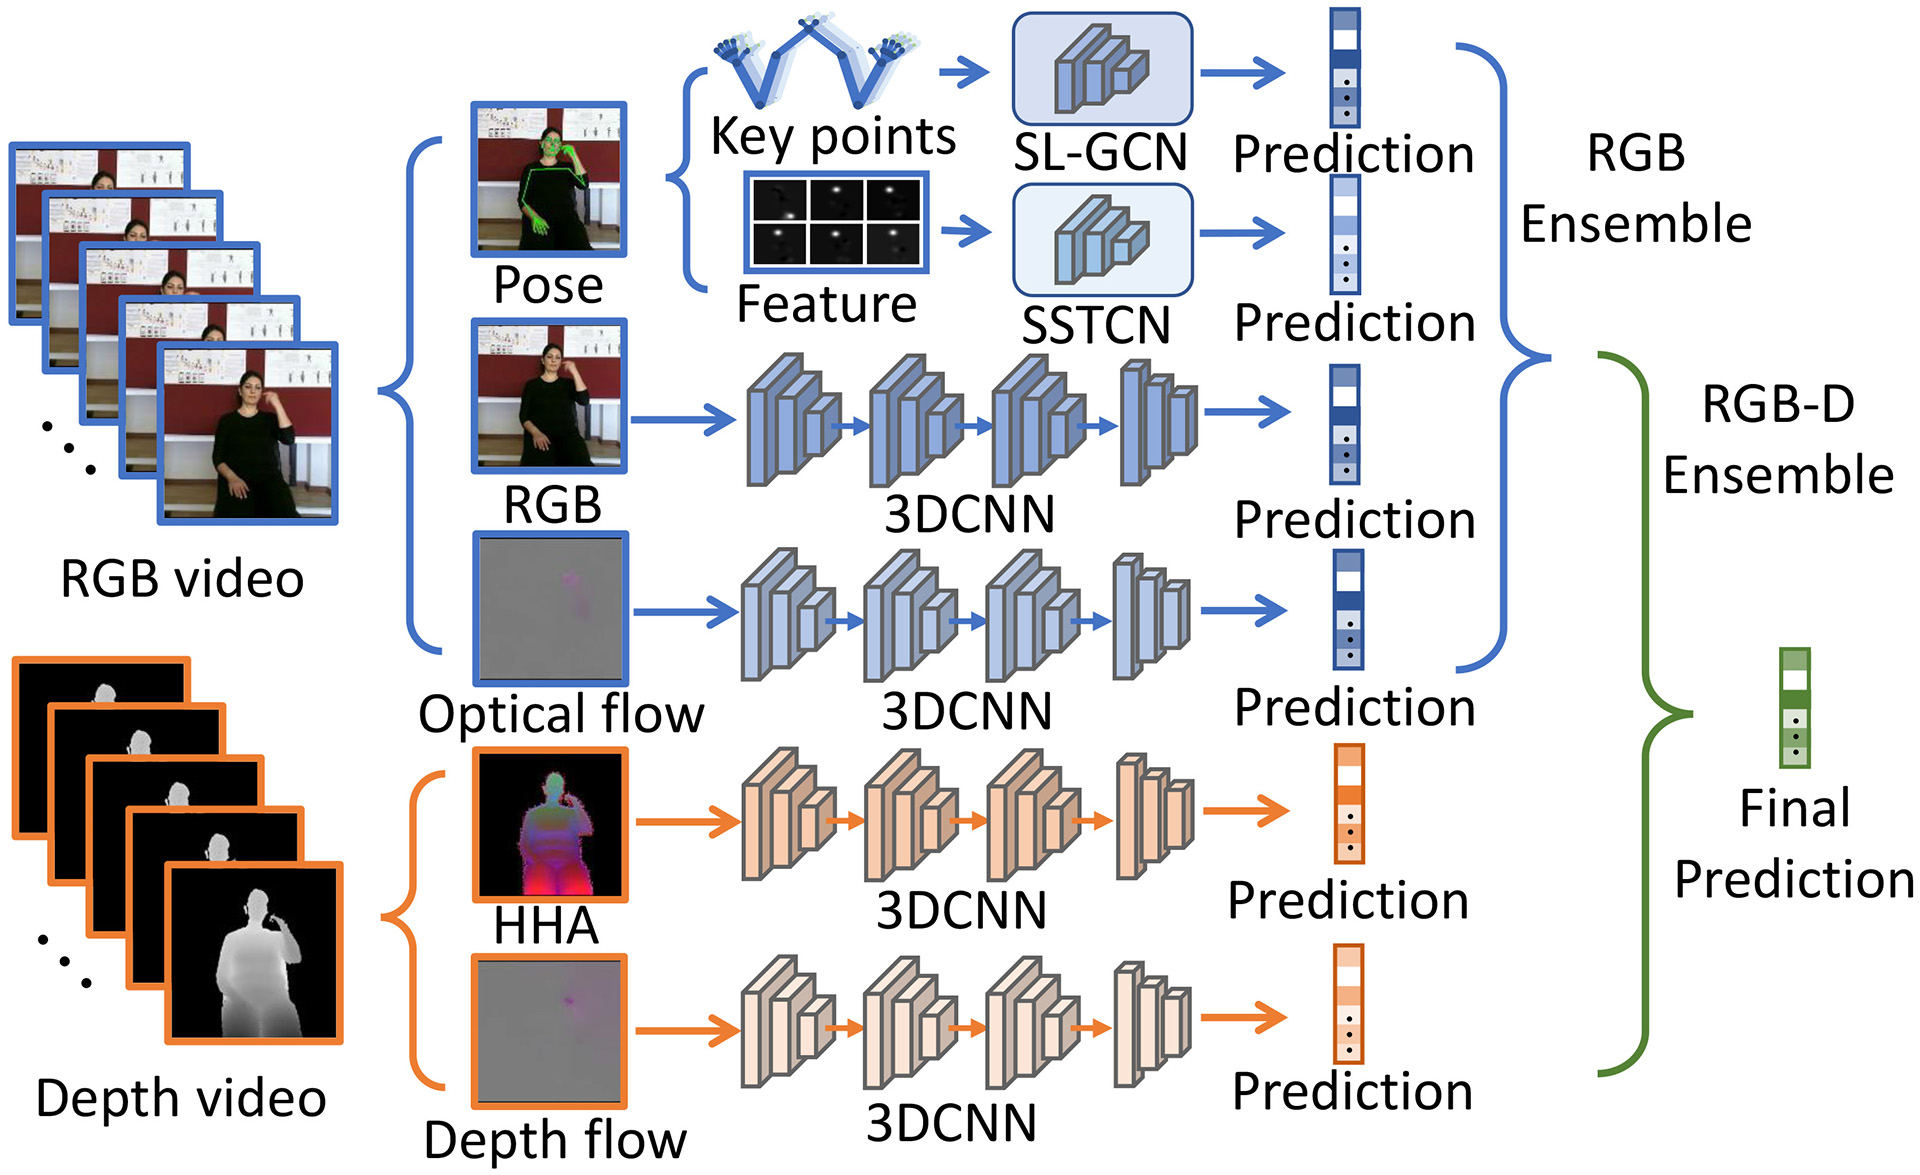 Key points
SL-GCN
Prediction
Feature
SSTCN
Prediction
RGB
Ensemble
Pose
RGB
3DCNN
Prediction
RGB video
Optical flow
3DCNN
Prediction
RGB-D
Ensemble
HHA
3DCNN
Prediction
Depth video
Depth flow
3DCNN
Prediction
Final
Prediction